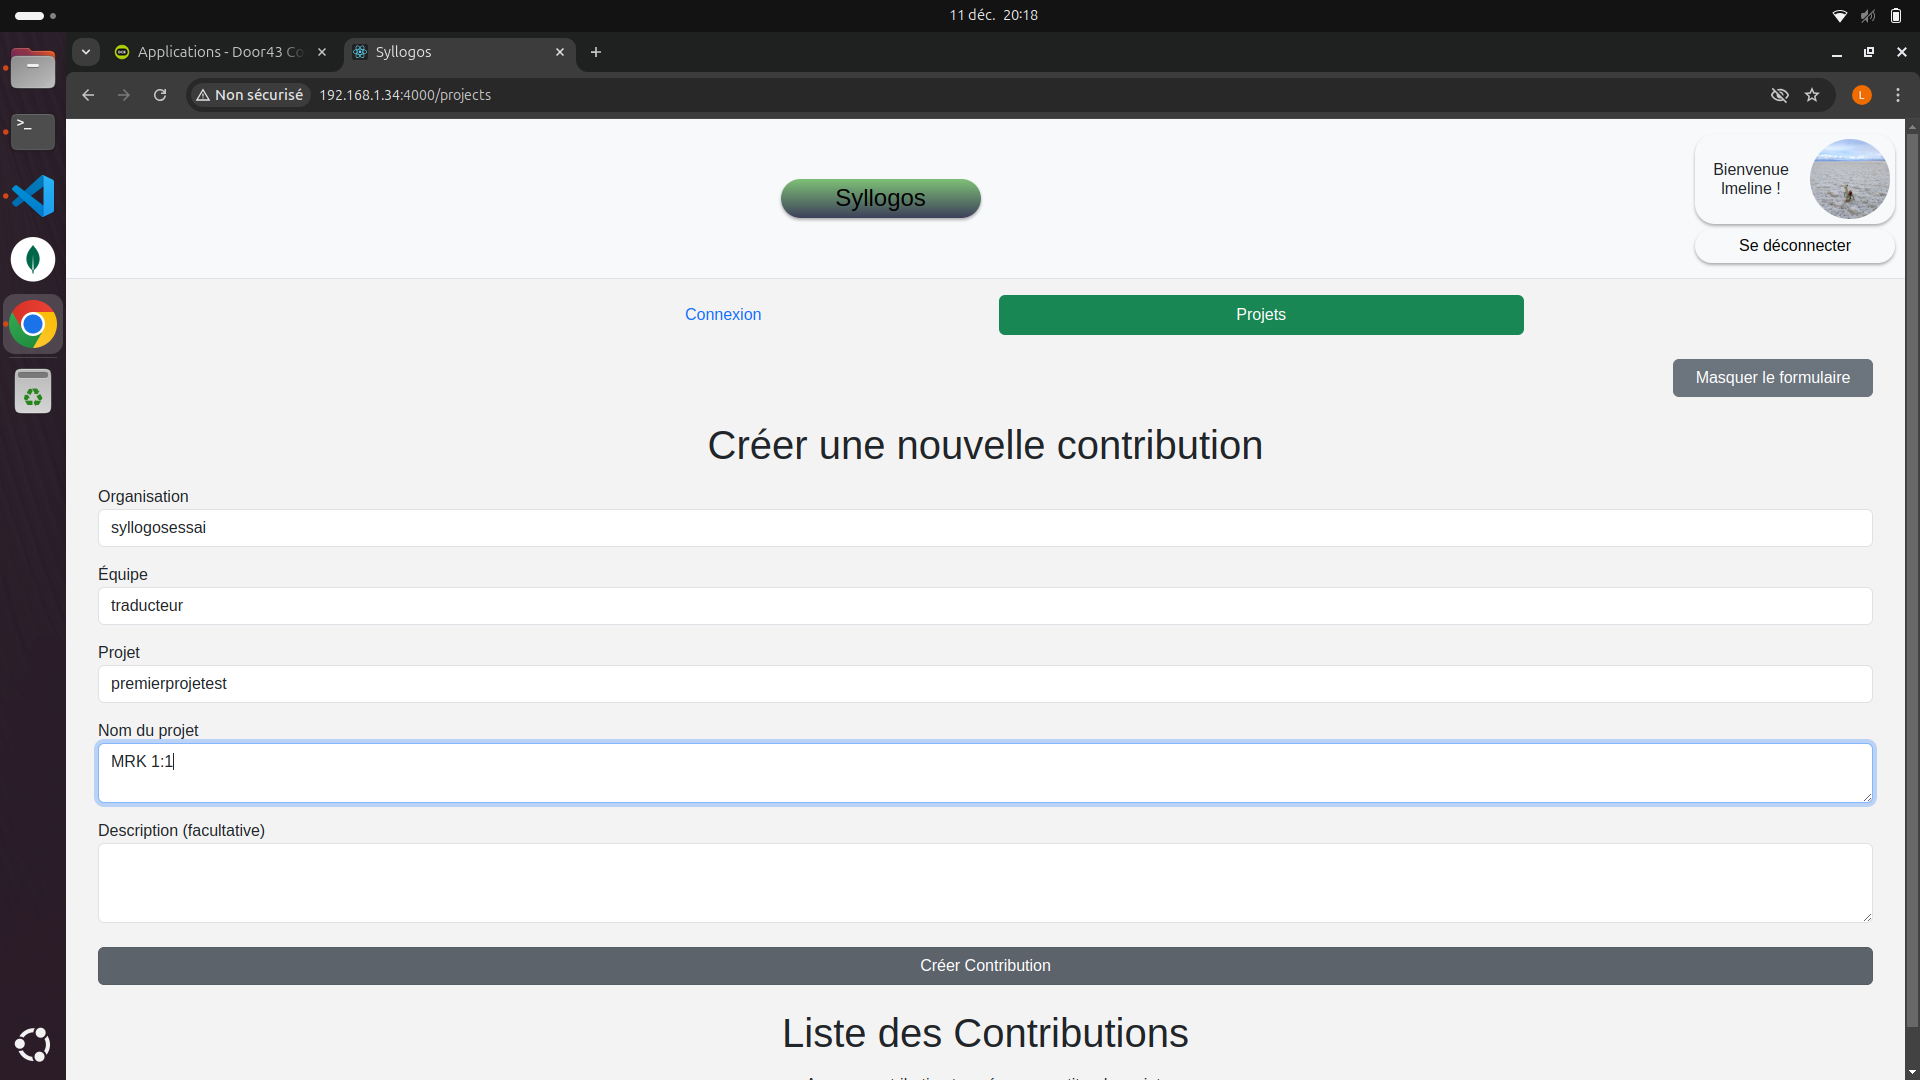 11 déc. 20:18
Applications - Door43 Co
Syllogos
Non sécurisé 192.168.1.34:4000/projects
L
Syllogos
Bienvenue
lmeline !
Se déconnecter
Connexion
Projets
Masquer le formulaire
Créer une nouvelle contribution
Organisation
syllogosessai
Équipe
traducteur
Projet
premierprojetest
Nom du projet
MRK 1:1
Description (facultative)
Créer Contribution
Liste des Contributions